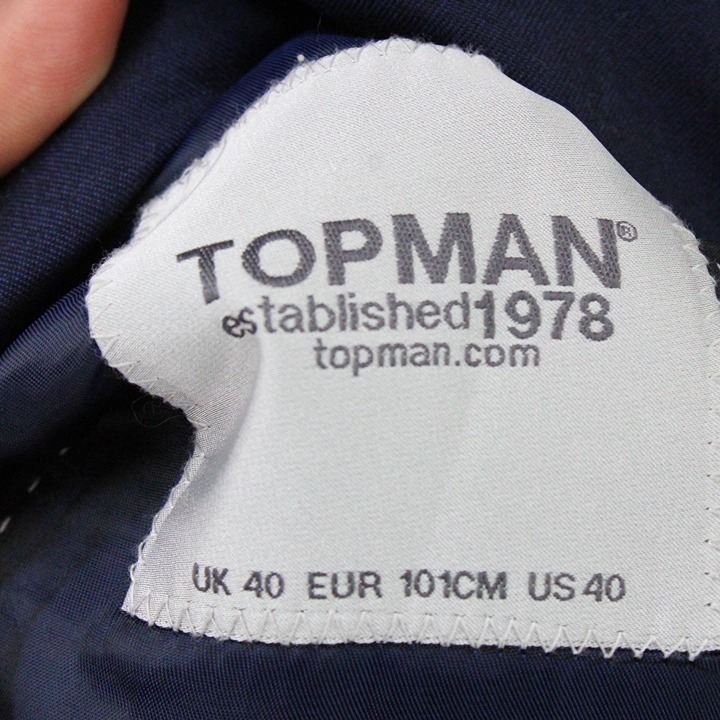 TOPMAN®
established1978
topman.com
UK 40 EUR 101CM US 40